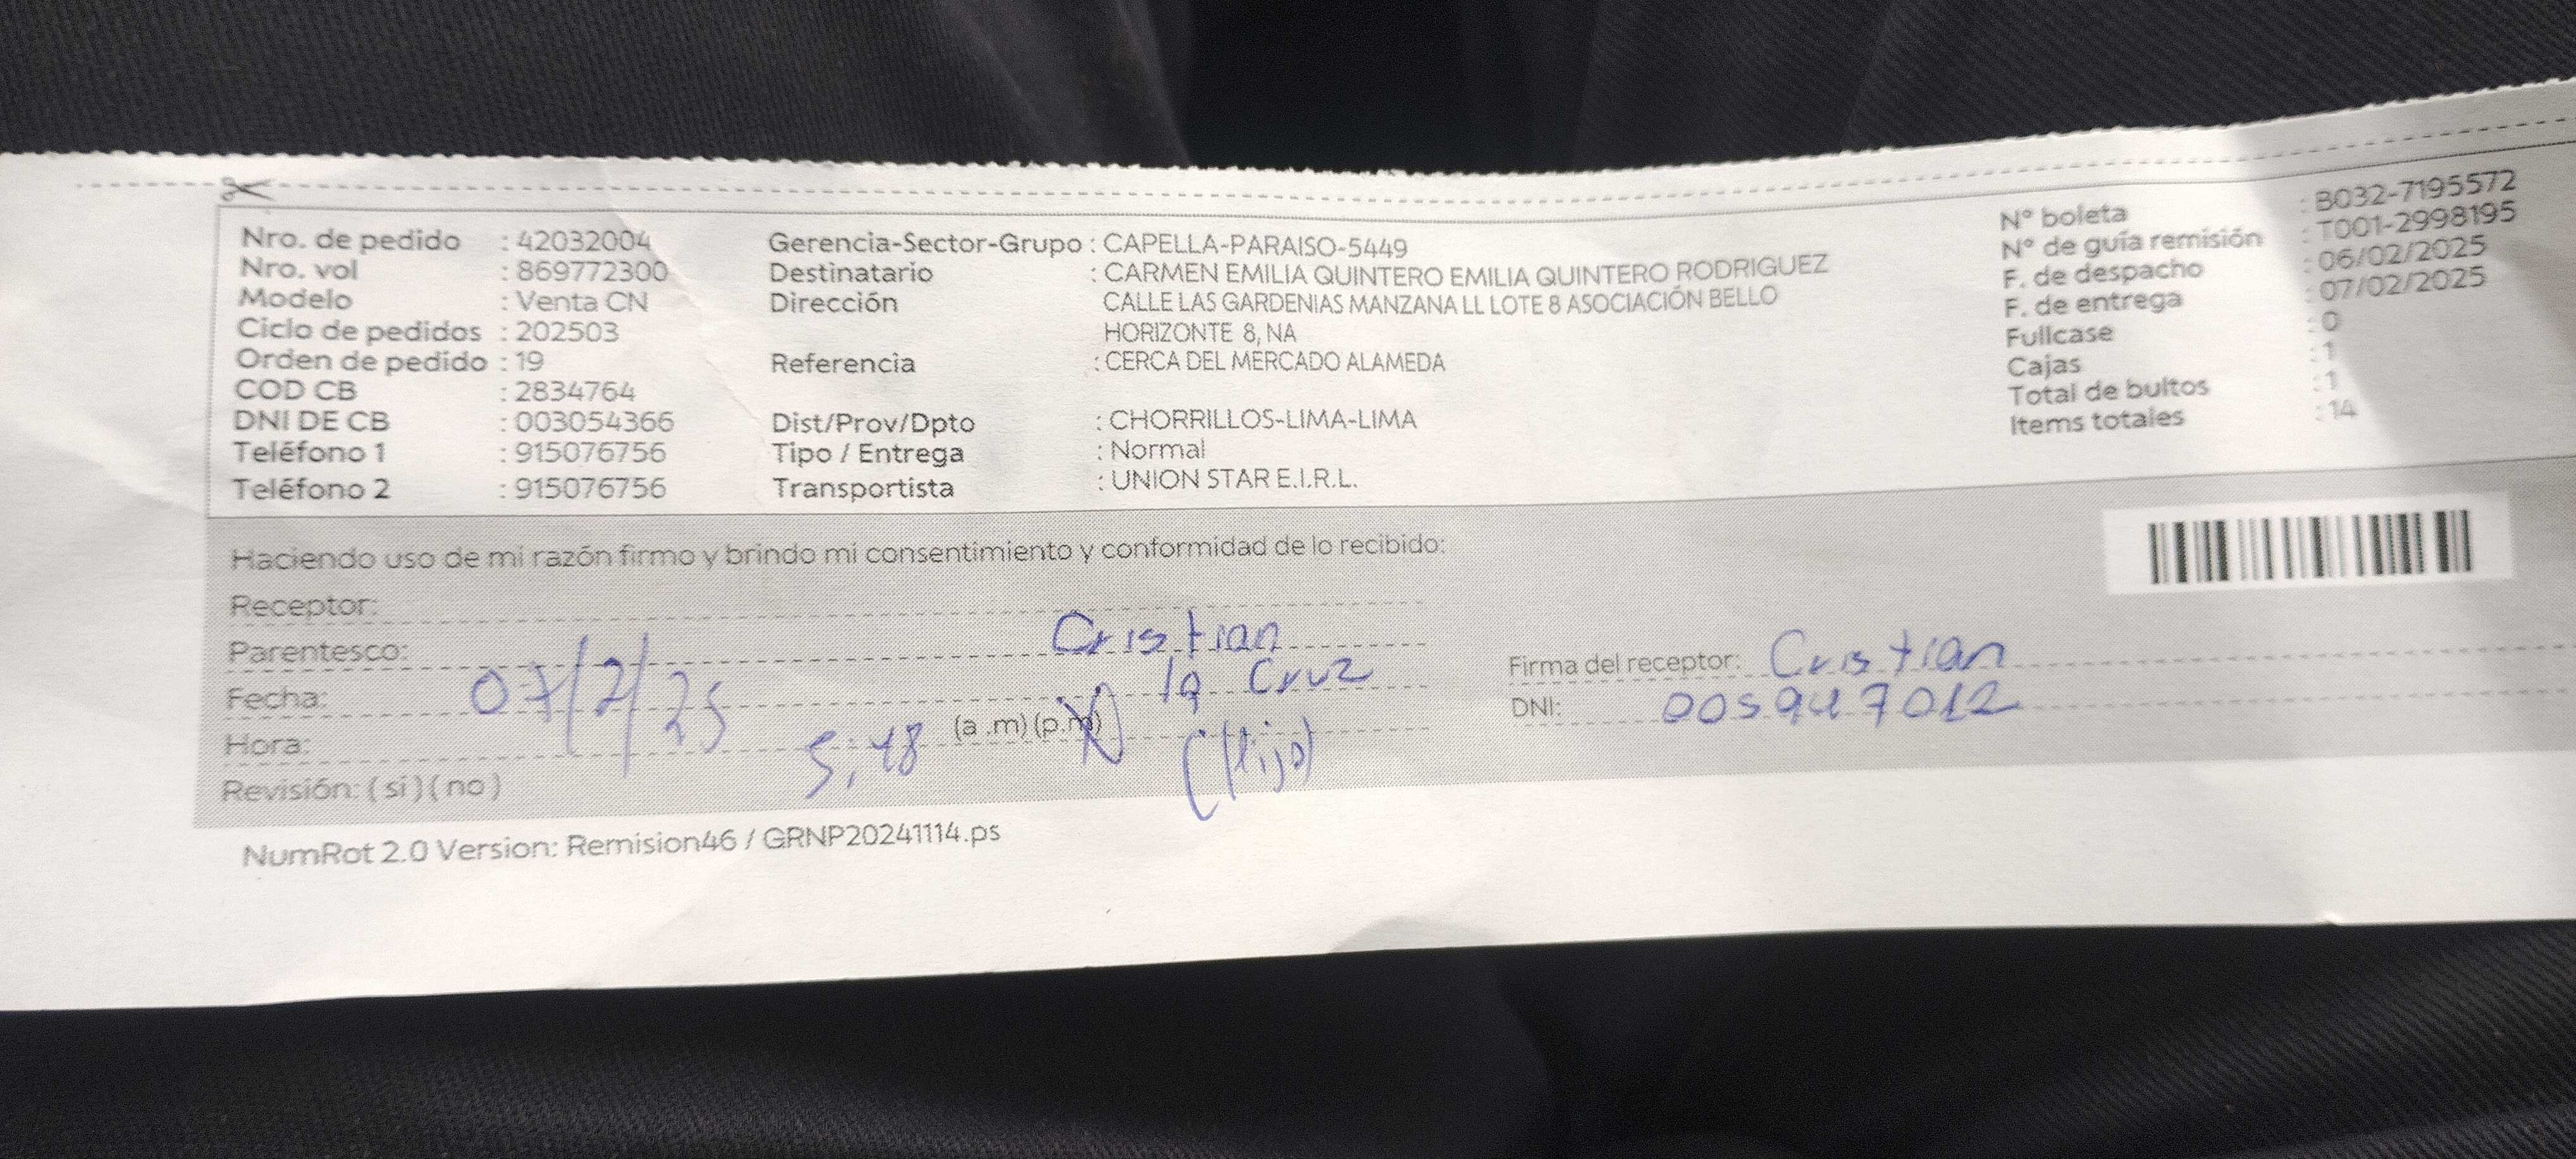 Nro. de pedido : 42032004
Nro. vol : 869772300
Modelo : Venta CN
Ciclo de pedidos : 202503
Orden de pedido : 19
COD CB : 2834764
DNI DE CB : 003054366
Teléfono 1 : 915076756
Teléfono 2 : 915076756
Gerencia-Sector-Grupo : CAPELLA-PARAISO-5449
Destinatario : CARMEN EMILIA QUINTERO EMILIA QUINTERO RODRIGUEZ
Dirección CALLE LAS GARDENIAS MANZANA LL LOTE 8 ASOCIACIÓN BELLO
HORIZONTE 8, NA
Referencia : CERCA DEL MERCADO ALAMEDA
Dist/Prov/Dpto : CHORRILLOS-LIMA-LIMA
Tipo / Entrega : Normal
Transportista : UNION STAR E.I.R.L.
N° boleta : B032-7195572
N° de guía remisión : T001-2998195
F. de despacho : 06/02/2025
F. de entrega : 07/02/2025
Fullcase : 0
Cajas : 1
Total de bultos : 1
Items totales : 14
Haciendo uso de mi razón firmo y brindo mi consentimiento y conformidad de lo recibido:
Receptor:
Parentesco: Cristian
la Cruz
Fecha: 07/2/25
Hora: 5:48 (a .m) (p.m)
(Hijo)
Revisión: ( si ) ( no )
Firma del receptor: Cristian
DNI: 005947012
NumRot 2.0 Version: Remision46 / GRNP20241114.ps